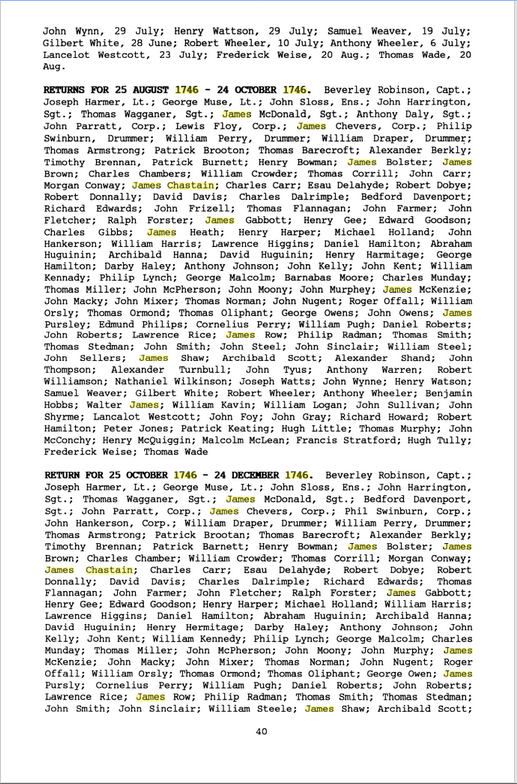 John Wynn, 29 July; Henry Wattson, 29 July; Samuel Weaver, 19 July;
Gilbert White, 28 June; Robert Wheeler, 10 July; Anthony Wheeler, 6 July;
Lancelot Westcott, 23 July; Frederick Weise, 20 Aug.; Thomas Wade, 20
Aug.
RETURNS FOR 25 AUGUST 1746 - 24 OCTOBER 1746. Beverley Robinson, Capt.;
Joseph Harmer, Lt.; George Muse, Lt.; John Sloss, Ens.; John Harrington,
Sgt.; Thomas Wagganer, Sgt.; James McDonald, Sgt.; Anthony Daly, Sgt.;
John Parratt, Corp.; Lewis Floy, Corp.; James Chevers, Corp.; Philip
Swinburn, Drummer; William Perry, Drummer; William Draper, Drummer;
Thomas Armstrong; Patrick Brooton; Thomas Barecroft; Alexander Berkly;
Timothy Brennan, Patrick Burnett; Henry Bowman; James Bolster; James
Brown; Charles Chambers; William Crowder; Thomas Corrill; John Carr;
Morgan Conway; James Chastain; Charles Carr; Esau Delahyde; Robert Dobye;
Robert Donnally; David Davis; Charles Dalrimple; Bedford Davenport;
Richard Edwards; John Frizell; Thomas Flannagan; John Farmer; John
Fletcher; Ralph Forster; James Gabbott; Henry Gee; Edward Goodson;
Charles Gibbs; James Heath; Henry Harper; Michael Holland; John
Hankerson; William Harris; Lawrence Higgins; Daniel Hamilton; Abraham
Huguinin; Archibald Hanna; David Huguinin; Henry Hermitage; George
Hamilton; Darby Haley; Anthony Johnson; John Kelly; John Kent; William
Kennady; Philip Lynch; George Malcolm; Barnabas Moore; Charles Munday;
Thomas Miller; John McPherson; John Moony; John Murphey; James McKenzie;
John Macky; John Mixer; Thomas Norman; John Nugent; Roger Offall; William
Orsly; Thomas Ormond; Thomas Oliphant; George Owens; John Owens; James
Pursley; Edmund Philips; Cornelius Perry; William Pugh; Daniel Roberts;
John Roberts; Lawrence Rice; James Row; Philip Radman; Thomas Smith;
Thomas Stedman; John Smith; John Steel; John Sinclair; William Steel;
John Sellers; James Shaw; Archibald Scott; Alexander Shand; John
Thompson; Alexander Turnbull; John Tyus; Anthony Warren; Robert
Williamson; Nathaniel Wilkinson; Joseph Watts; John Wynne; Henry Watson;
Samuel Weaver; Gilbert White; Robert Wheeler; Anthony Wheeler; Benjamin
Hobbs; Walter James; William Kavin; William Logan; John Sullivan; John
Shyrme; Lancalot Westcott; John Foy; John Gray; Richard Howard; Robert
Hamilton; Peter Jones; Patrick Keating; Hugh Little; Thomas Murphy; John
McConchy; Henry McQuiggin; Malcolm McLean; Francis Stratford; Hugh Tully;
Frederick Weise; Thomas Wade
RETURN FOR 25 OCTOBER 1746 - 24 DECEMBER 1746. Beverley Robinson, Capt.;
Joseph Harmer, Lt.; George Muse, Lt.; John Sloss, Ens.; John Harrington,
Sgt.; Thomas Wagganer, Sgt.; James McDonald, Sgt.; Bedford Davenport,
Sgt.; John Parratt, Corp.; James Chevers, Corp.; Phil Swinburn, Corp.;
John Hankerson, Corp.; William Draper, Drummer; William Perry, Drummer;
Thomas Armstrong; Patrick Brootan; Thomas Barecroft; Alexander Berkly;
Timothy Brennan; Patrick Barnett; Henry Bowman; James Bolster; James
Brown; Charles Chamber; William Crowder; Thomas Corrill; Morgan Conway;
James Chastain; Charles Carr; Esau Delahyde; Robert Dobye; Robert
Donnally; David Davis; Charles Dalrimple; Richard Edwards; Thomas
Flannagan; John Farmer; John Fletcher; Ralph Forster; James Gabbott;
Henry Gee; Edward Goodson; Henry Harper; Michael Holland; William Harris;
Lawrence Higgins; Daniel Hamilton; Abraham Huguinin; Archibald Hanna;
David Huguinin; Henry Hermitage; Darby Haley; Anthony Johnson; John
Kelly; John Kent; William Kennedy; Philip Lynch; George Malcolm; Charles
Munday; Thomas Miller; John McPherson; John Moony; John Murphy; James
McKenzie; John Macky; John Mixer; Thomas Norman; John Nugent; Roger
Offall; William Orsly; Thomas Ormond; Thomas Oliphant; George Owen; James
Pursly; Cornelius Perry; William Pugh; Daniel Roberts; John Roberts;
Lawrence Rice; James Row; Philip Radman; Thomas Smith; Thomas Stedman;
John Smith; John Sinclair; William Steele; James Shaw; Archibald Scott;
40